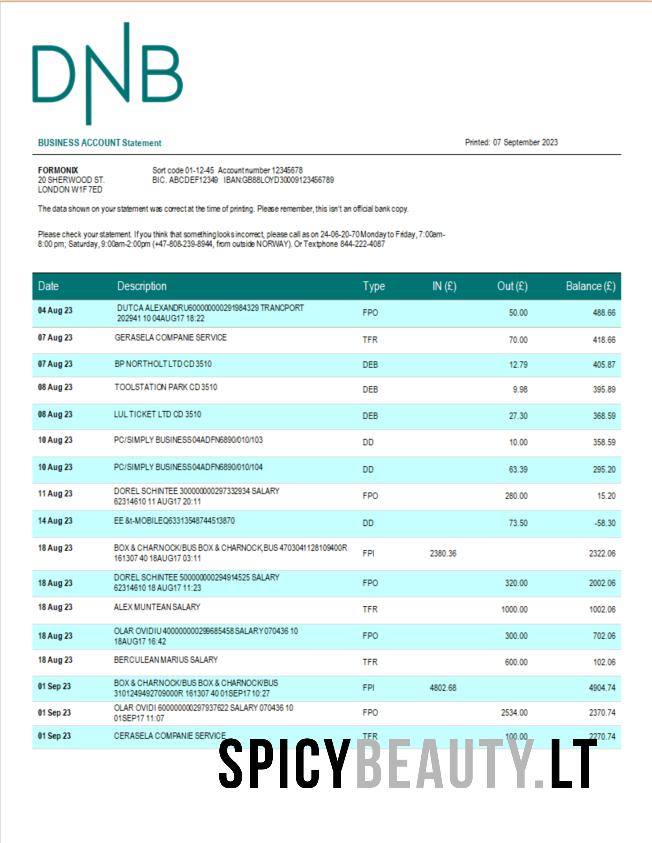 DNB
BUSINESS ACCOUNT Statement Printed: 07 September 2023
FORMONIX Sort code 01-12-45 Account number 12345678
20 SHERWOOD ST. BIC. ABCDEF12349 IBAN:GB88LOYD30009123456789
LONDON W1F 7ED
The data shown on your statement was correct at the time of printing. Please remember, this isn't an official bank copy.
Please check your statement. If you think that something looks incorrect, please call as on 24-06-20-70 Monday to Friday, 7:00am-
8:00 pm; Saturday, 9:00am-2:00pm (+47-808-239-8944, from outside NORWAY). Or Textphone 844-222-4087
Date Description Type IN (£) Out (£) Balance (£)
04 Aug 23 DUTCA ALEXANDRU600000000291984329 TRANCPORT
202941 10 04AUG17 18:22 FPO 50.00 488.66
07 Aug 23 GERASELA COMPANIE SERVICE TFR 70.00 418.66
07 Aug 23 BP NORTHOLT LTD CD 3510 DEB 12.79 405.87
08 Aug 23 TOOLSTATION PARK CD 3510 DEB 9.98 395.89
08 Aug 23 LUL TICKET LTD CD 3510 DEB 27.30 368.59
10 Aug 23 PC/SIMPLY BUSINESS04ADFN6890/010/103 DD 10.00 358.59
10 Aug 23 PC/SIMPLY BUSINESS04ADFN6890/010/104 DD 63.39 295.20
11 Aug 23 DOREL SCHINTEE 300000000297332934 SALARY
62314610 11 AUG17 20:11 FPO 280.00 15.20
14 Aug 23 EE &t-MOBILEQ63313548744513870 DD 73.50 -58.30
18 Aug 23 BOX & CHARNOCK/BUS BOX & CHARNOCK,BUS 4703041128109400R
161307 40 18AUG17 03:11 FPI 2380.36 2322.06
18 Aug 23 DOREL SCHINTEE 500000000294914525 SALARY
62314610 18 AUG17 11:23 FPO 320.00 2002.06
18 Aug 23 ALEX MUNTEAN SALARY TFR 1000.00 1002.06
18 Aug 23 OLAR OVIDIU 400000000299685458 SALARY 070436 10
18AUG17 16:42 FPO 300.00 702.06
18 Aug 23 BERCULEAN MARIUS SALARY TFR 600.00 102.06
01 Sep 23 BOX & CHARNOCK/BUS BOX & CHARNOCK/BUS
3101249492709000R 161307 40 01SEP17 10:27 FPI 4802.68 4904.74
01 Sep 23 OLAR OVIDI 600000000297937622 SALARY 070436 10
01SEP17 11:07 FPO 2534.00 2370.74
01 Sep 23 CERASELA COMPANIE SERVICE TFR 100.00 2270.74
SPICYBEAUTY.LT